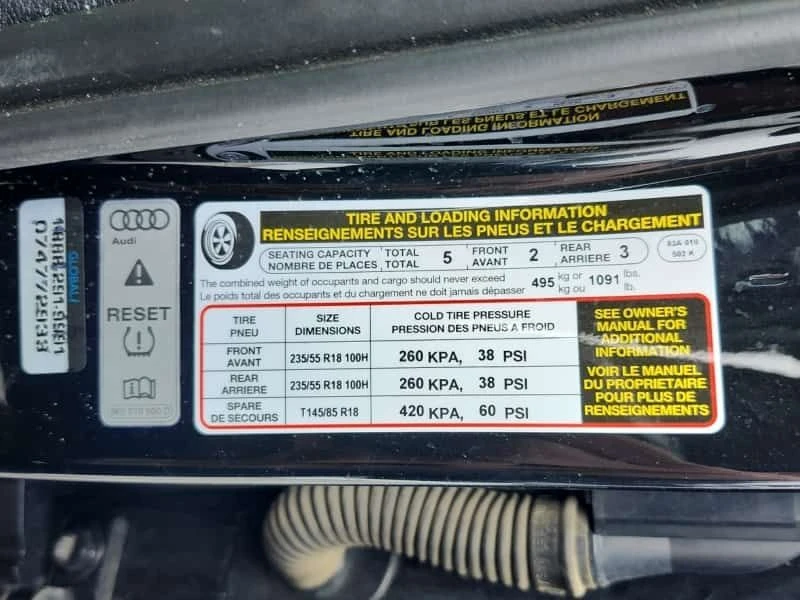 TIRE AND LOADING INFORMATION
Audi
RESET
GLOBALI
TIRE AND LOADING INFORMATION
RENSEIGNEMENTS SUR LES PNEUS ET LE CHARGEMENT
SEATING CAPACITY TOTAL 5 FRONT 2 REAR 3
NOMBRE DE PLACES TOTAL AVANT ARRIERE
The combined weight of occupants and cargo should never exceed 495 kg or 1091 lbs.
Le poids total des occupants et du chargement ne doit jamais dépasser kg ou lb.
TIRE SIZE COLD TIRE PRESSURE
PNEU DIMENSIONS PRESSION DES PNEUS A FROID
FRONT AVANT 235/55 R18 100H 260 KPA, 38 PSI
REAR ARRIERE 235/55 R18 100H 260 KPA, 38 PSI
SPARE DE SECOURS T145/85 R18 420 KPA, 60 PSI
SEE OWNER'S
MANUAL FOR
ADDITIONAL
INFORMATION
VOIR LE MANUEL
DU PROPRIETAIRE
POUR PLUS DE
RENSEIGNEMENTS